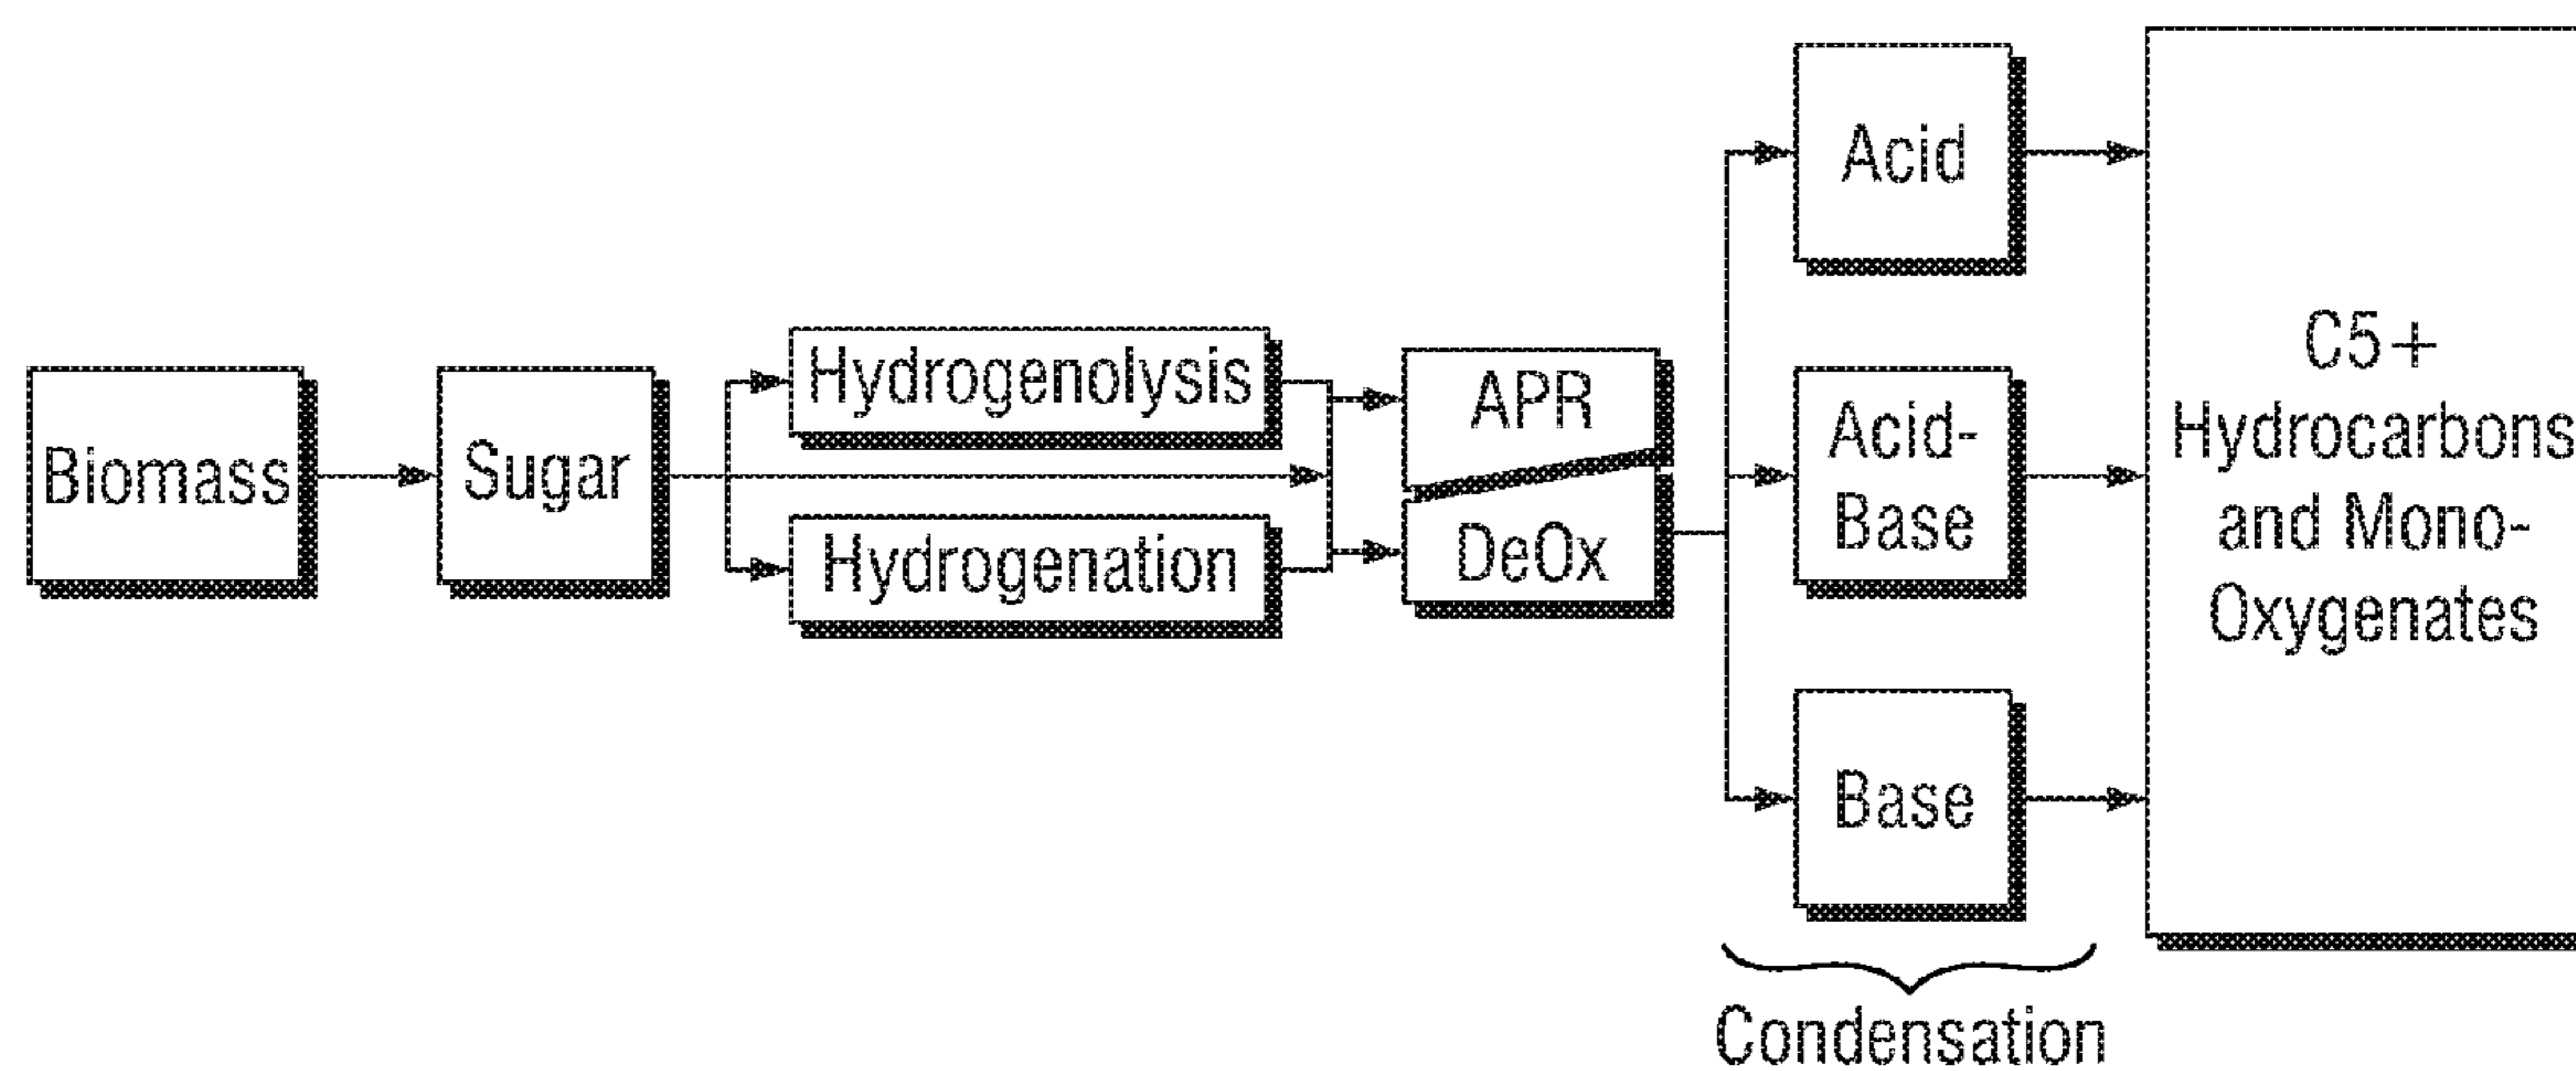 Biomass
Sugar
Hydrogenolysis
Hydrogenation
APR
DeOx
Acid
Acid-
Base
Base
Condensation
C5+
Hydrocarbons
and Mono-
Oxygenates